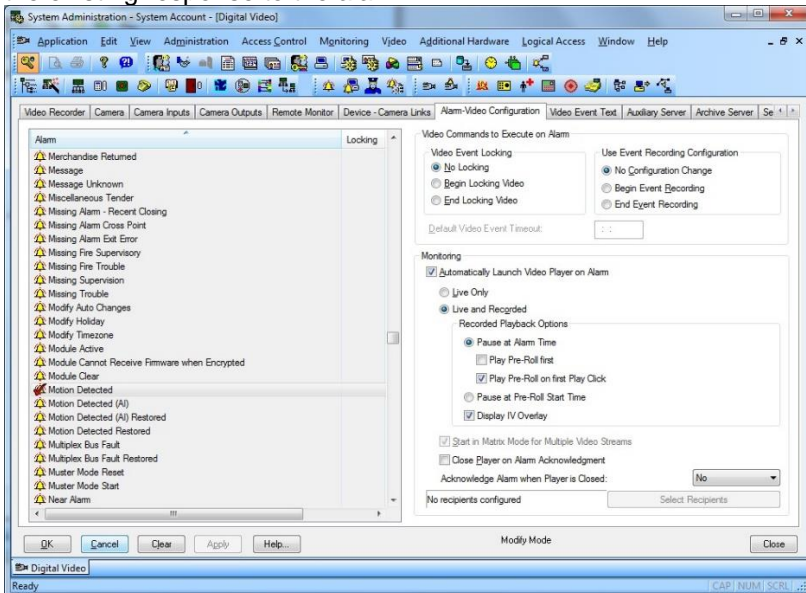 System Administration - System Account - [Digital Video]
Application Edit View Administration Access Control Monitoring Video Additional Hardware Logical Access Window Help
Video Recorder Camera Camera Inputs Camera Outputs Remote Monitor Device - Camera Links Alarm-Video Configuration Video Event Text Auxiliary Server Archive Server Se
Alarm Locking
Merchandise Returned
Message
Message Unknown
Miscellaneous Tender
Missing Alarm - Recent Closing
Missing Alarm Cross Point
Missing Alarm Exit Error
Missing Fire Supervisory
Missing Fire Trouble
Missing Supervision
Missing Trouble
Modify Auto Changes
Modify Holiday
Modify Timezone
Module Active
Module Cannot Receive Firmware when Encrypted
Module Clear
Motion Detected
Motion Detected (AI)
Motion Detected (AI) Restored
Motion Detected Restored
Multiplex Bus Fault
Multiplex Bus Fault Restored
Muster Mode Reset
Muster Mode Start
Near Alarm
Video Commands to Execute on Alarm
Video Event Locking
No Locking
Begin Locking Video
End Locking Video
Use Event Recording Configuration
No Configuration Change
Begin Event Recording
End Event Recording
Default Video Event Timeout: : :
Monitoring
Automatically Launch Video Player on Alarm
Live Only
Live and Recorded
Recorded Playback Options
Pause at Alarm Time
Play Pre-Roll first
Play Pre-Roll on first Play Click
Pause at Pre-Roll Start Time
Display IV Overlay
Start in Matrix Mode for Multiple Video Streams
Close Player on Alarm Acknowledgment
Acknowledge Alarm when Player is Closed: No
No recipients configured Select Recipients
OK Cancel Clear Apply Help... Modify Mode Close
Digital Video
Ready CAP NUM SCRL